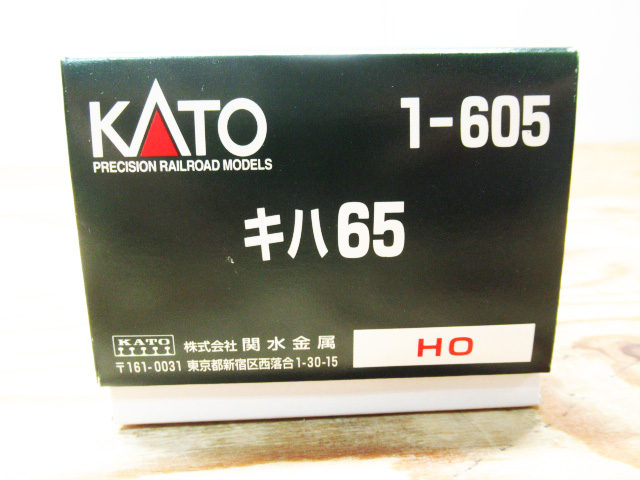 KATO
PRECISION RAILROAD MODELS
1-605
キハ65
KATO
株式会社 関水金属
〒161-0031 東京都新宿区西落合1-30-15
HO